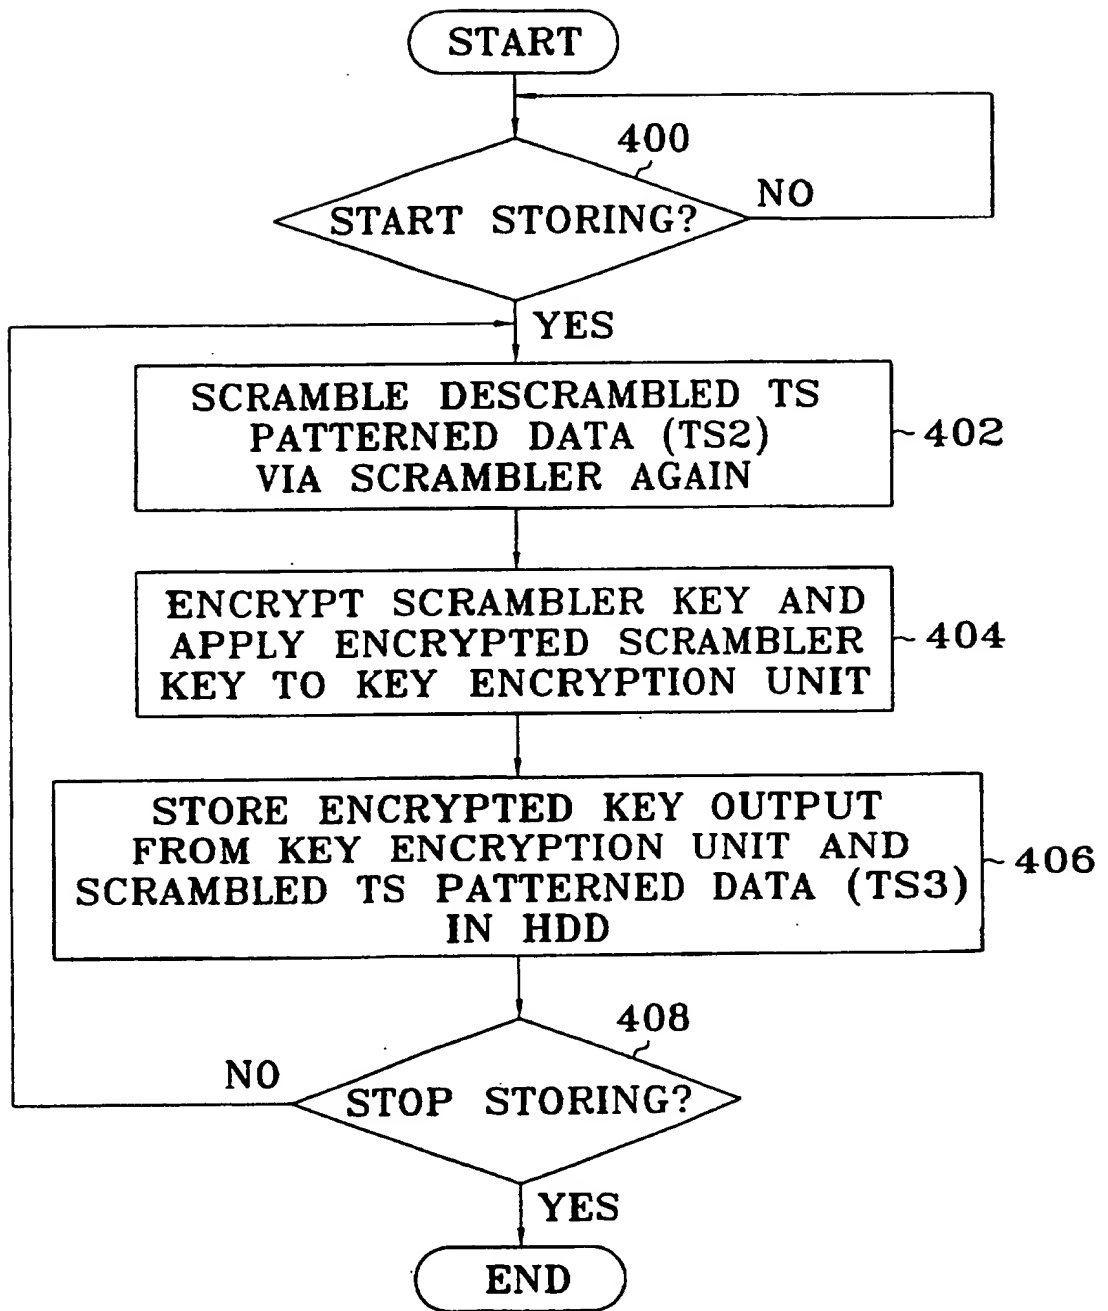 START
400
START STORING?
NO
YES
SCRAMBLE DESCRAMBLED TS
PATTERNED DATA (TS2)
VIA SCRAMBLER AGAIN
402
ENCRYPT SCRAMBLER KEY AND
APPLY ENCRYPTED SCRAMBLER
KEY TO KEY ENCRYPTION UNIT
404
STORE ENCRYPTED KEY OUTPUT
FROM KEY ENCRYPTION UNIT AND
SCRAMBLED TS PATTERNED DATA (TS3)
IN HDD
406
408
NO
STOP STORING?
YES
END